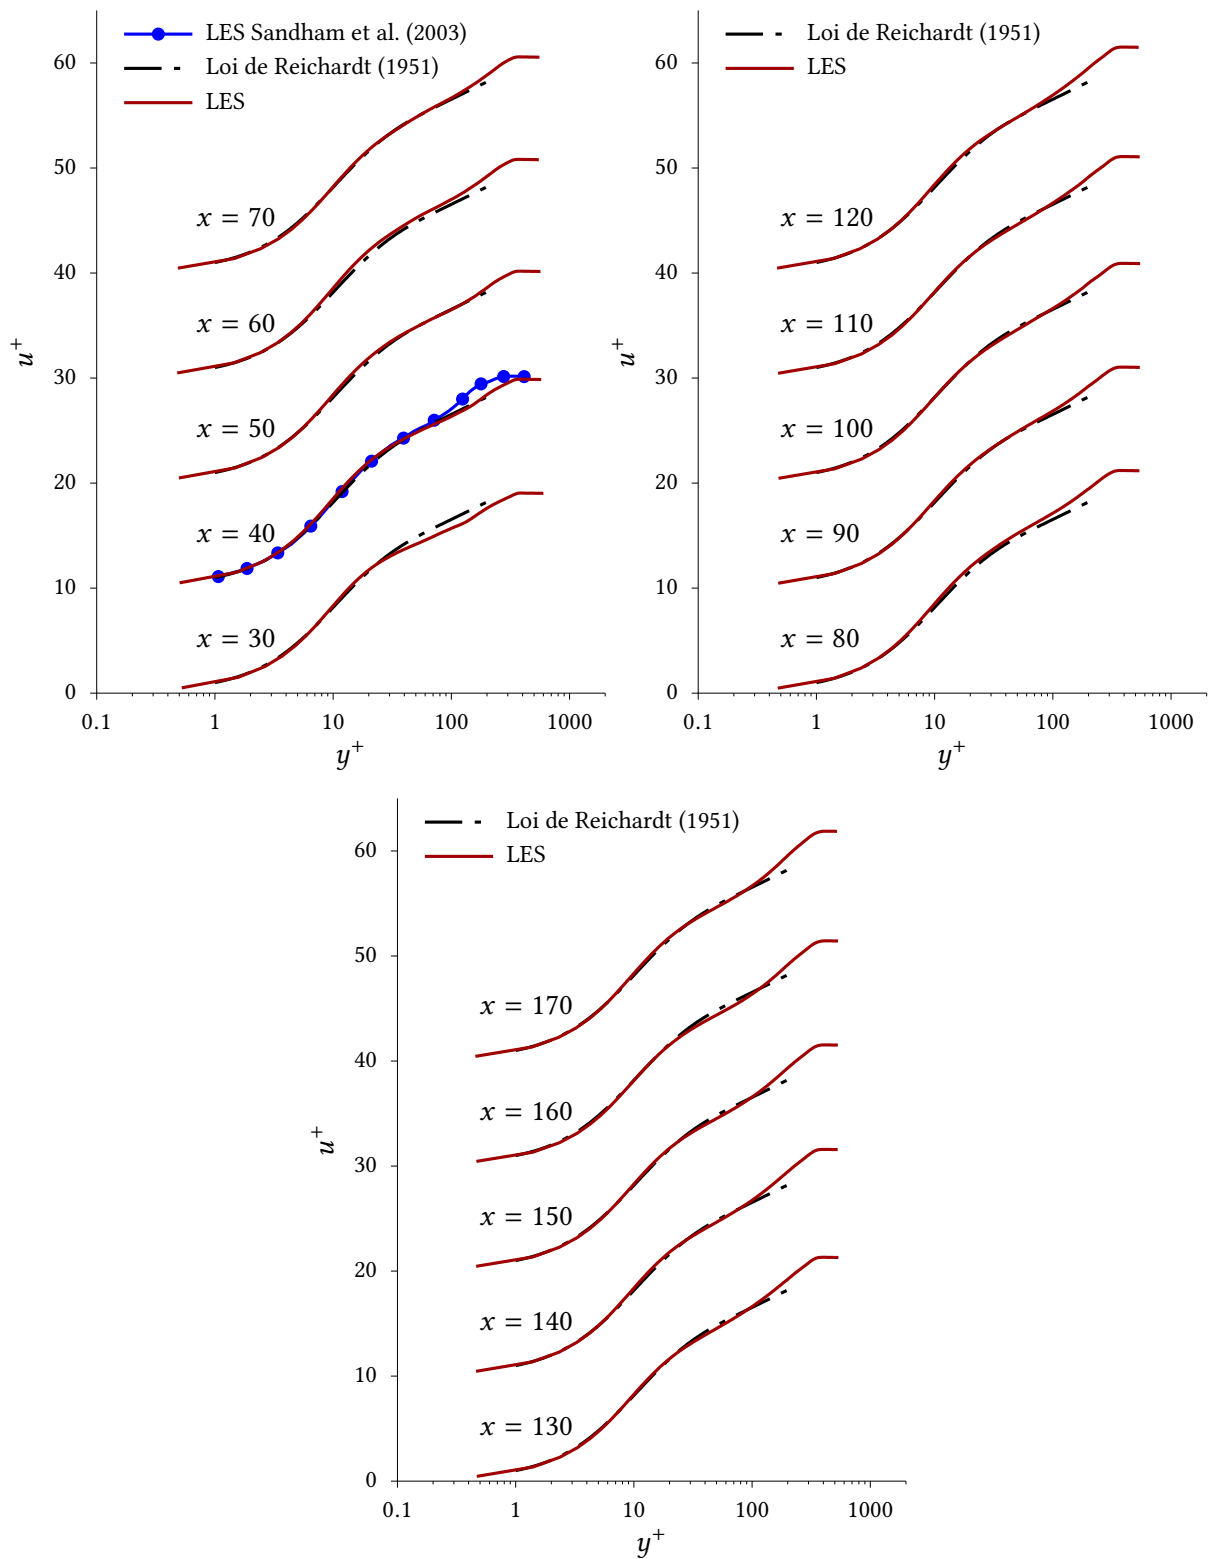 LES Sandham et al. (2003)
Loi de Reichardt (1951)
LES
60
50
40
30
20
10
0
u⁺
x = 70
x = 60
x = 50
x = 40
x = 30
0.1 1 10 100 1000
y⁺
Loi de Reichardt (1951)
LES
60
50
40
30
20
10
0
u⁺
x = 120
x = 110
x = 100
x = 90
x = 80
0.1 1 10 100 1000
y⁺
Loi de Reichardt (1951)
LES
60
50
40
30
20
10
0
u⁺
x = 170
x = 160
x = 150
x = 140
x = 130
0.1 1 10 100 1000
y⁺